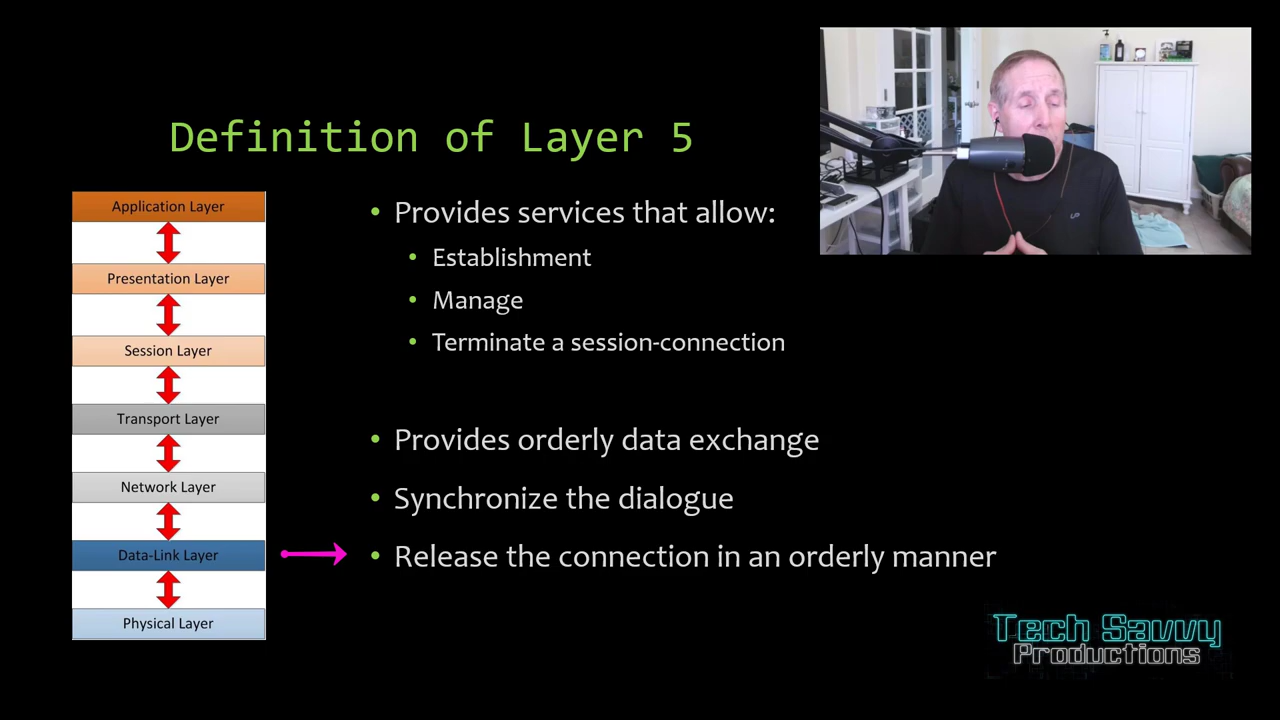 Definition of Layer 5
Application Layer
Presentation Layer
Session Layer
Transport Layer
Network Layer
Data-Link Layer
Physical Layer
Provides services that allow:
Establishment
Manage
Terminate a session-connection
Provides orderly data exchange
Synchronize the dialogue
Release the connection in an orderly manner
Tech Savvy
Productions